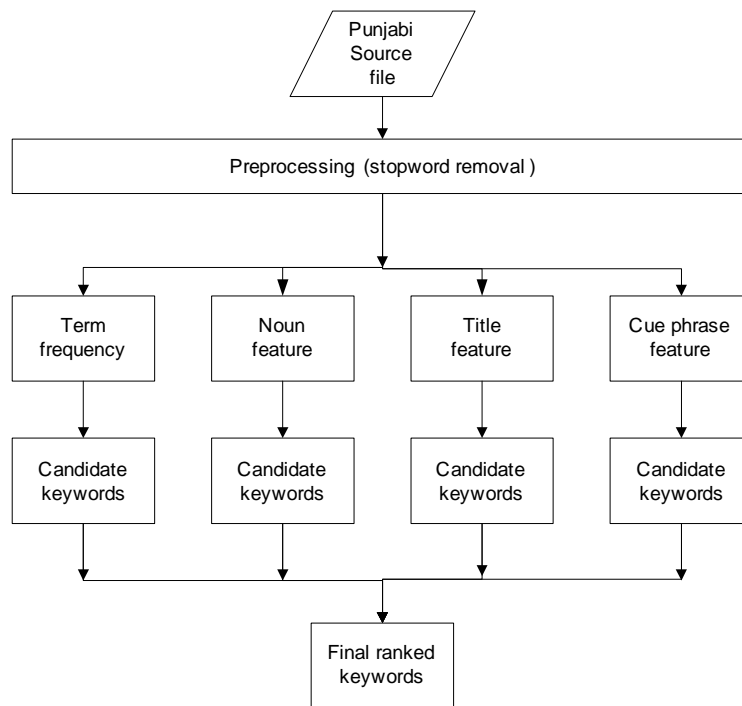 Punjabi
Source
file
Preprocessing (stopword removal )
Term
frequency
Noun
feature
Title
feature
Cue phrase
feature
Candidate
keywords
Candidate
keywords
Candidate
keywords
Candidate
keywords
Final ranked
keywords